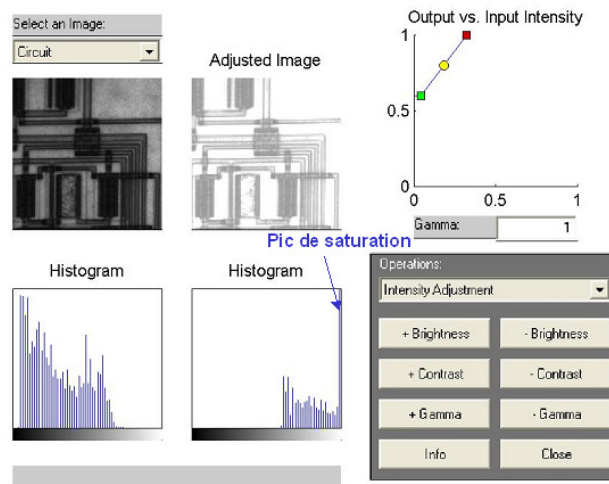 Select an Image:
Circuit
Adjusted Image
Output vs. Input Intensity
1
0.5
0
0
0.5
1
Gamma:
1
Pic de saturation
Histogram
Histogram
Operations:
Intensity Adjustment
+ Brightness
- Brightness
+ Contrast
- Contrast
+ Gamma
- Gamma
Info
Close